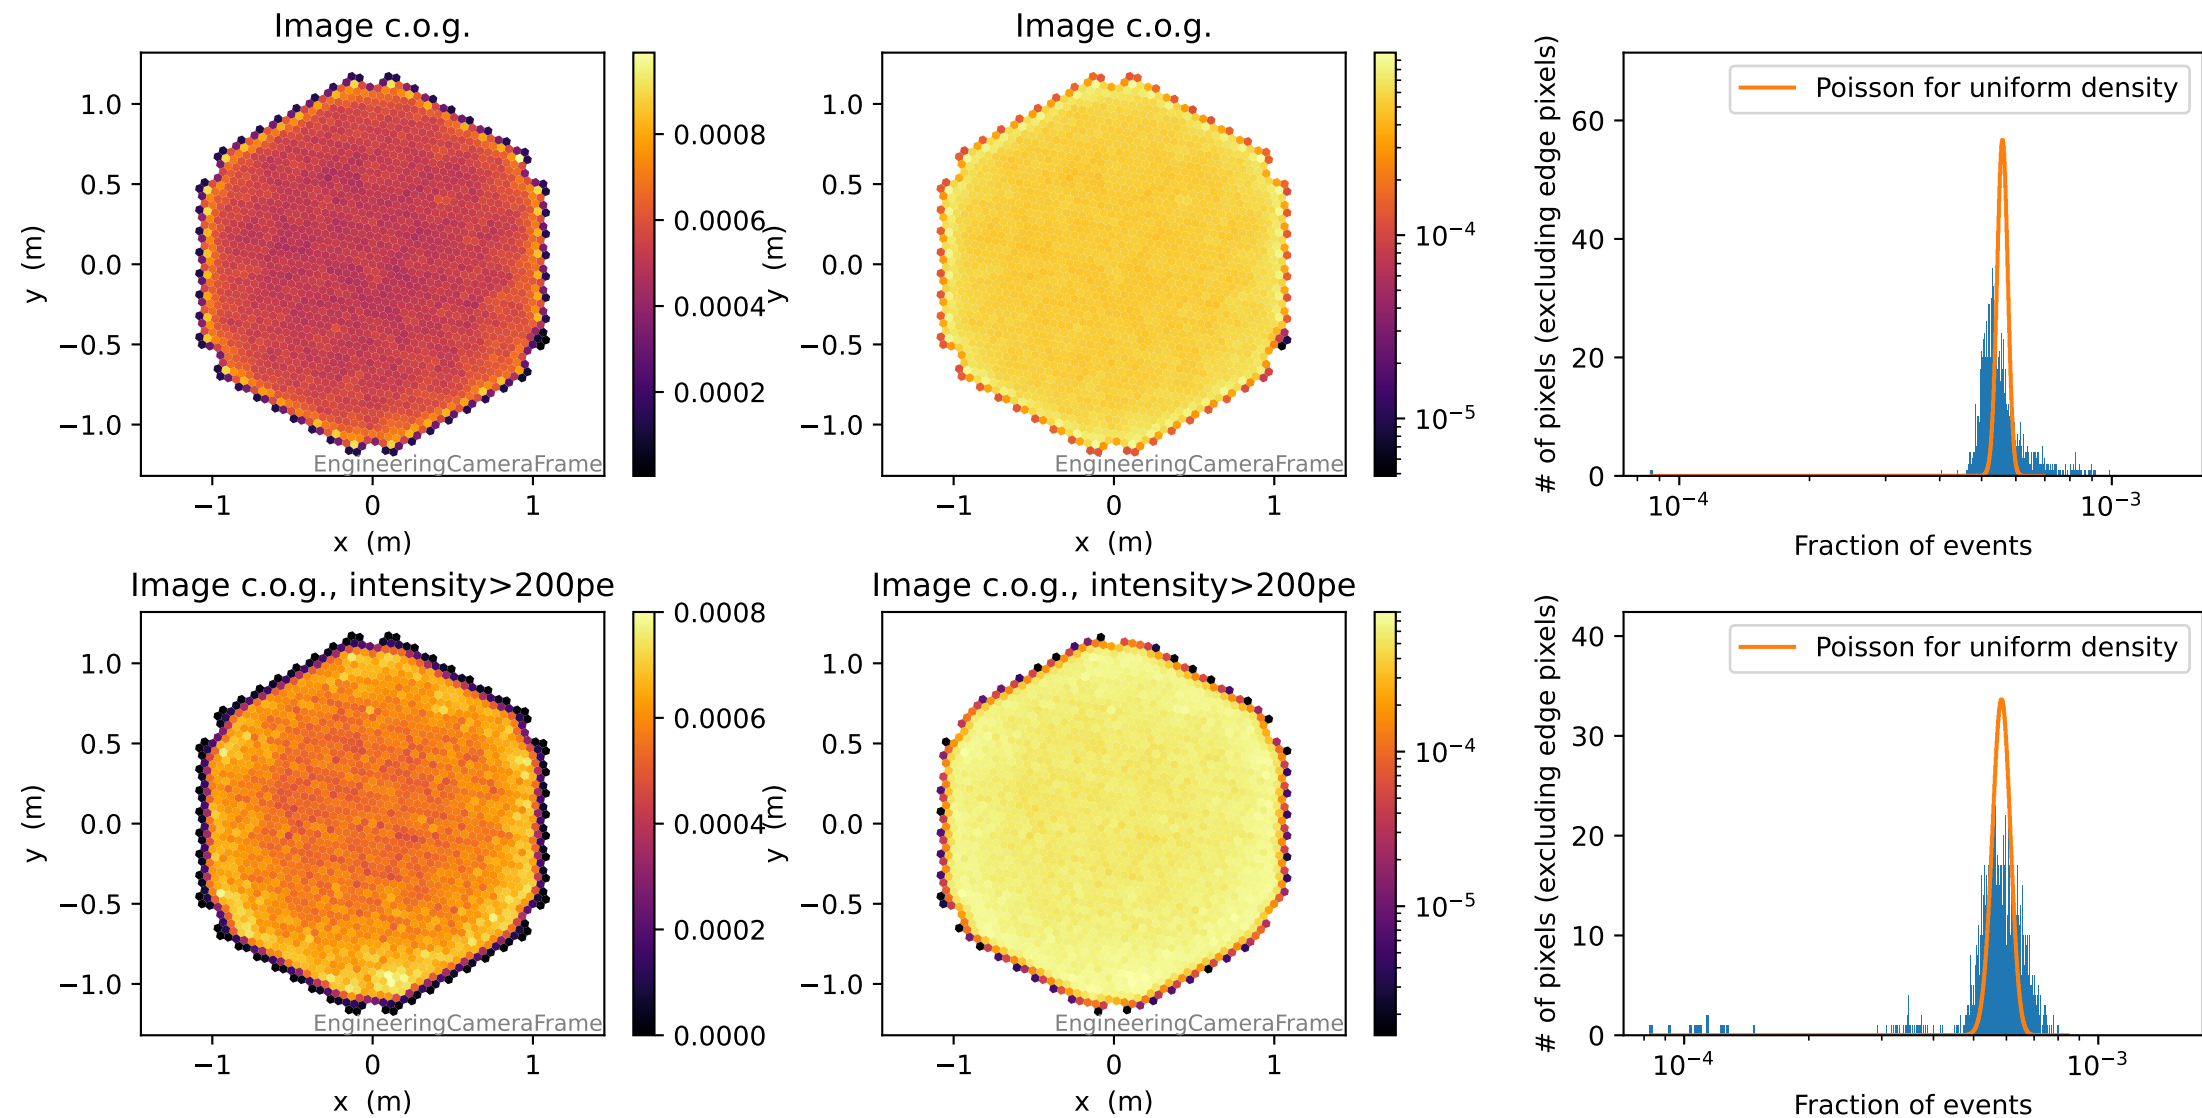 Image c.o.g.
1.0
0.5
0.0
−0.5
−1.0
y (m)
−1
0
1
x (m)
EngineeringCameraFrame
0.0008
0.0006
0.0004
0.0002
Image c.o.g.
1.0
0.5
0.0
−0.5
−1.0
y (m)
−1
0
1
x (m)
EngineeringCameraFrame
10⁻⁴
10⁻⁵
Poisson for uniform density
60
40
20
0
# of pixels (excluding edge pixels)
10⁻⁴
10⁻³
Fraction of events
Image c.o.g., intensity>200pe
1.0
0.5
0.0
−0.5
−1.0
y (m)
−1
0
1
x (m)
EngineeringCameraFrame
0.0008
0.0006
0.0004
0.0002
0.0000
Image c.o.g., intensity>200pe
1.0
0.5
0.0
−0.5
−1.0
y (m)
−1
0
1
x (m)
EngineeringCameraFrame
10⁻⁴
10⁻⁵
Poisson for uniform density
40
30
20
10
0
# of pixels (excluding edge pixels)
10⁻⁴
10⁻³
Fraction of events